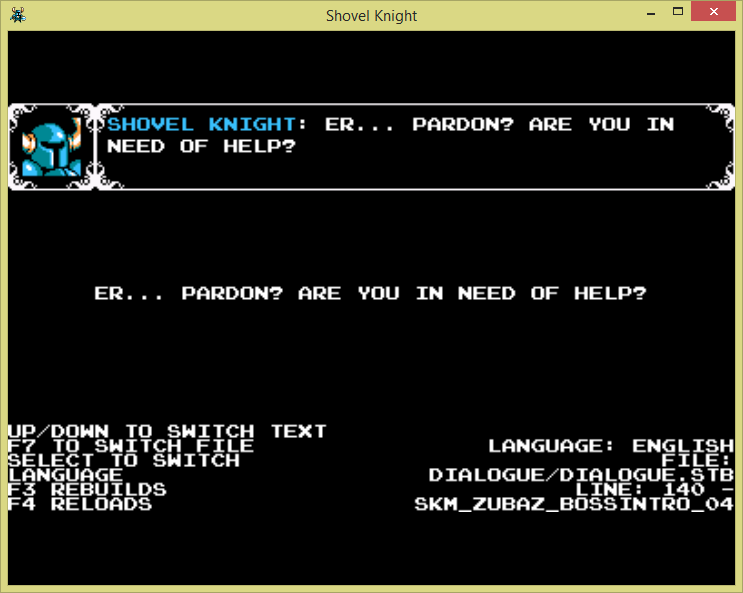 Shovel Knight
SHOVEL KNIGHT: ER... PARDON? ARE YOU IN
NEED OF HELP?
ER... PARDON? ARE YOU IN NEED OF HELP?
UP/DOWN TO SWITCH TEXT
F7 TO SWITCH FILE
SELECT TO SWITCH
LANGUAGE
F3 REBUILDS
F4 RELOADS
LANGUAGE: ENGLISH
FILE:
DIALOGUE/DIALOGUE.STB
LINE: 140 -
SKM_ZUBAZ_BOSSINTRO_04